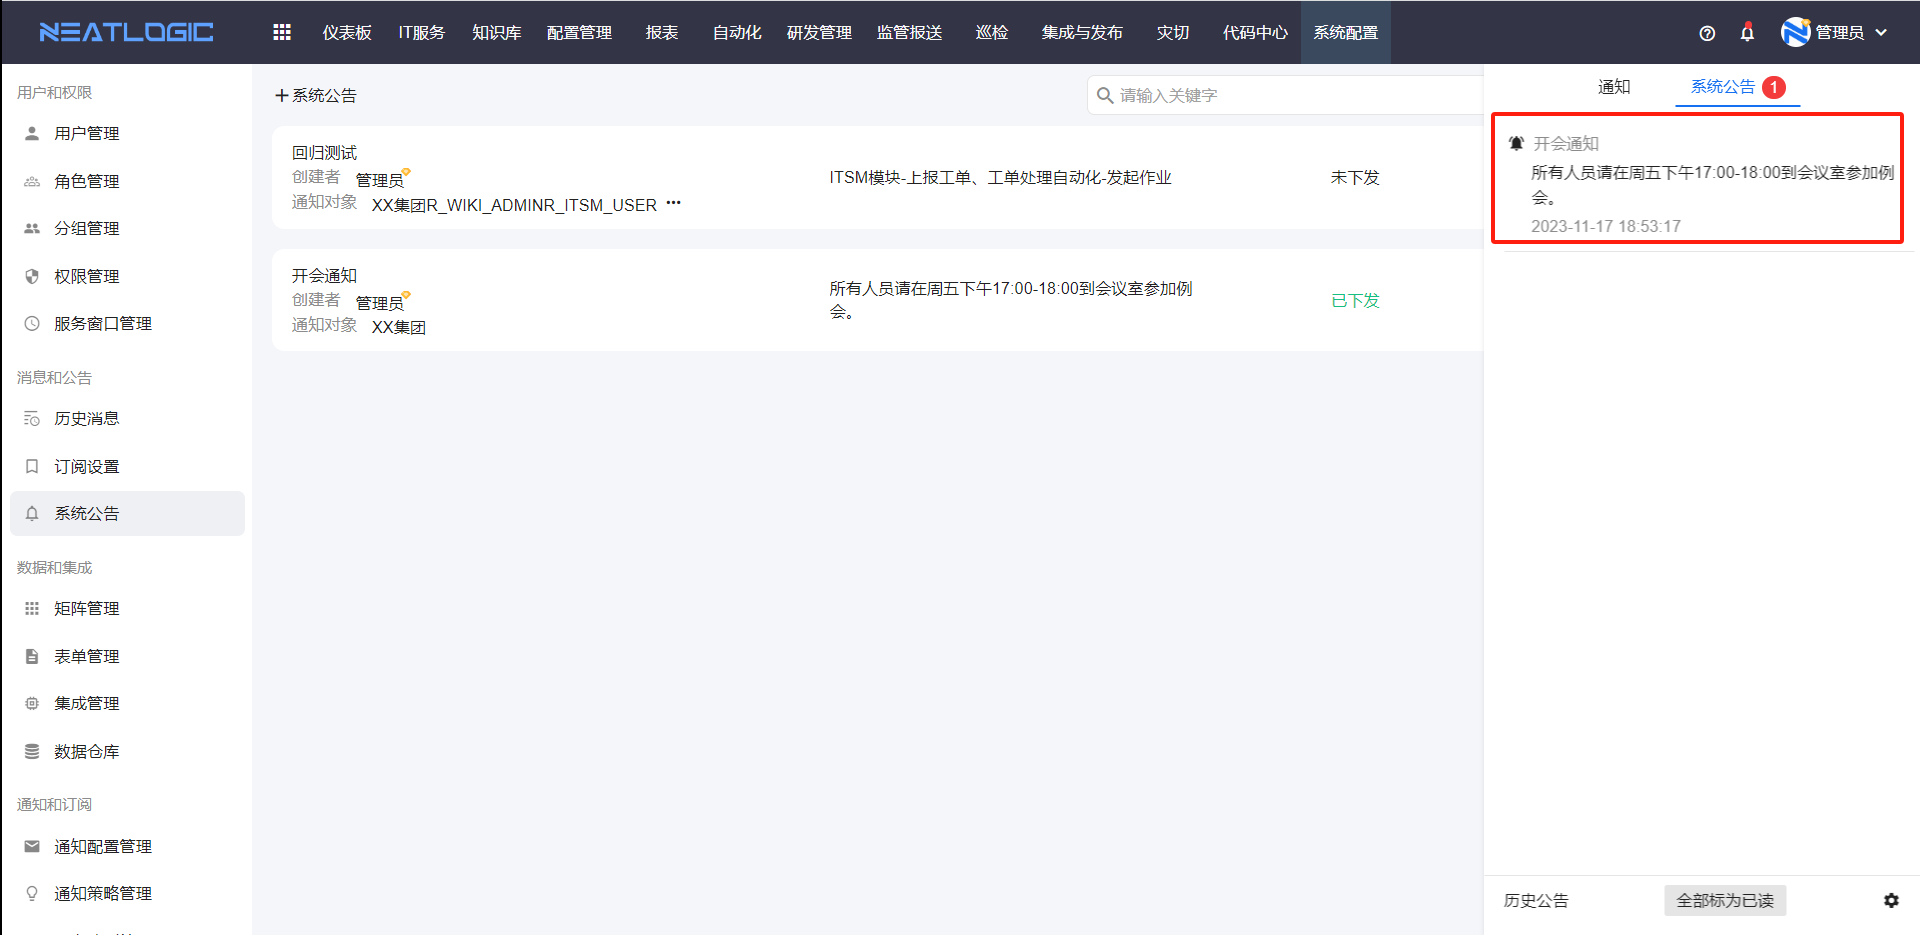 NEATLOGIC
仪表板
IT服务
知识库
配置管理
报表
自动化
研发管理
监管报送
巡检
集成与发布
灾切
代码中心
系统配置
管理员
用户和权限
用户管理
角色管理
分组管理
权限管理
服务窗口管理
消息和公告
历史消息
订阅设置
系统公告
数据和集成
矩阵管理
表单管理
集成管理
数据仓库
通知和订阅
通知配置管理
通知策略管理
系统公告
请输入关键字
回归测试
创建者 管理员
通知对象 XX集团R_WIKI_ADMINR_ITSM_USER
ITSM模块-上报工单、工单处理自动化-发起作业
未下发
开会通知
创建者 管理员
通知对象 XX集团
所有人员请在周五下午17:00-18:00到会议室参加例
会。
已下发
通知
系统公告 1
开会通知
所有人员请在周五下午17:00-18:00到会议室参加例
会。
2023-11-17 18:53:17
历史公告
全部标为已读